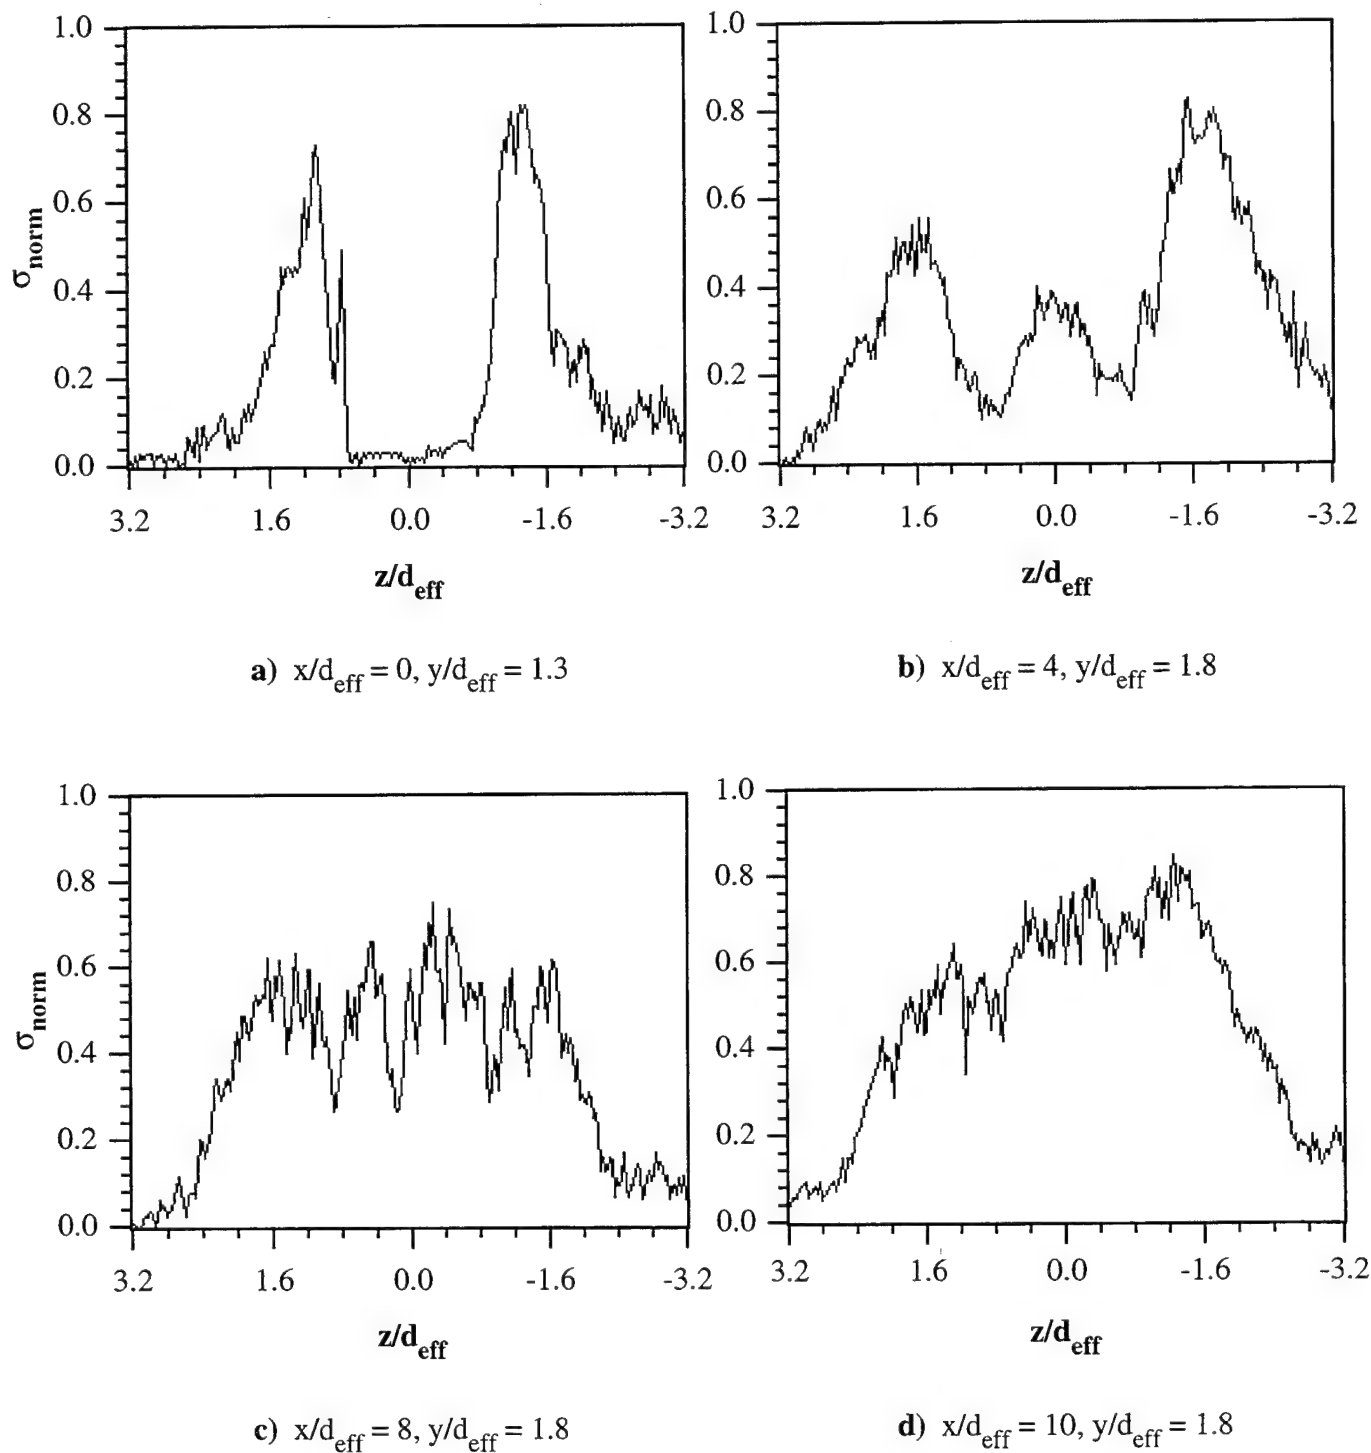 1.0
0.8
0.6
0.4
0.2
0.0
σnorm
3.2 1.6 0.0 -1.6 -3.2
z/deff
a) x/deff = 0, y/deff = 1.3
1.0
0.8
0.6
0.4
0.2
0.0
3.2 1.6 0.0 -1.6 -3.2
z/deff
b) x/deff = 4, y/deff = 1.8
1.0
0.8
0.6
0.4
0.2
0.0
σnorm
3.2 1.6 0.0 -1.6 -3.2
z/deff
c) x/deff = 8, y/deff = 1.8
1.0
0.8
0.6
0.4
0.2
0.0
3.2 1.6 0.0 -1.6 -3.2
z/deff
d) x/deff = 10, y/deff = 1.8